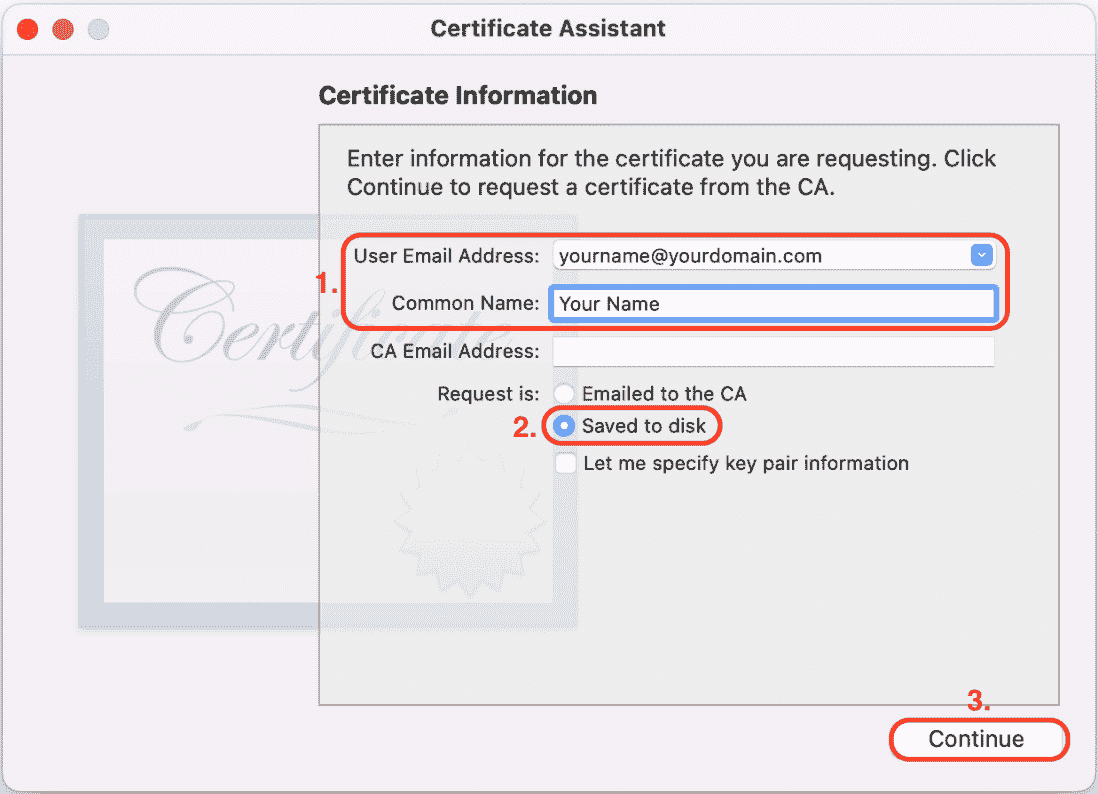 Certificate Assistant
Certificate Information
Enter information for the certificate you are requesting. Click
Continue to request a certificate from the CA.
1.
User Email Address: yourname@yourdomain.com
Common Name: Your Name
Certificate
CA Email Address:
Request is: Emailed to the CA
2. Saved to disk
Let me specify key pair information
3.
Continue